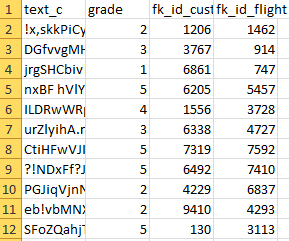 1 text_c grade fk_id_cust fk_id_flight
2 !x,skkPiCy 2 1206 1462
3 DGfvvgMH 3 3767 914
4 jrgSHCbiv 1 6861 747
5 nxBF hVlY 5 6205 5457
6 ILDRwWRp 4 1556 3728
7 urZlyihA.r 3 6338 4727
8 CtiHFwVJI 5 7319 7592
9 ?!NDxFf?J 5 6492 7410
10 PGJiqVjnN 2 4229 6837
11 eb!vbMNX 2 9410 4293
12 SFoZQahjT 5 130 3113